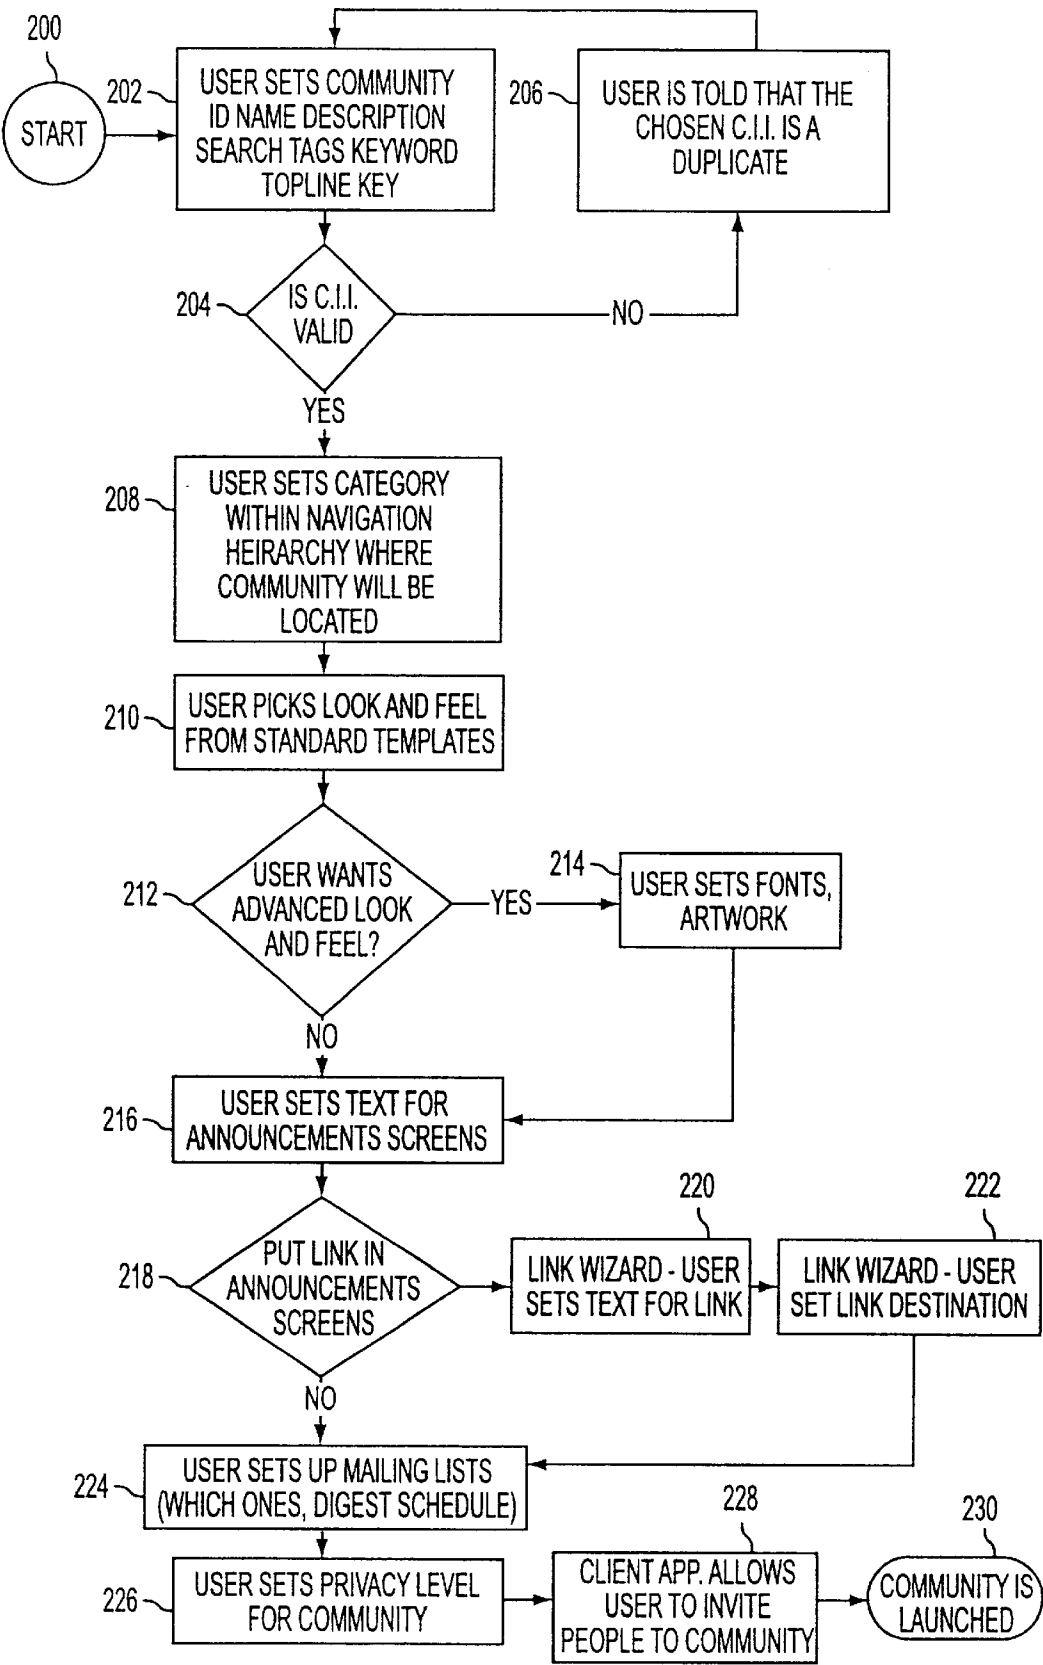 200
START
202
USER SETS COMMUNITY
ID NAME DESCRIPTION
SEARCH TAGS KEYWORD
TOPLINE KEY
206
USER IS TOLD THAT THE
CHOSEN C.I.I. IS A
DUPLICATE
204
IS C.I.I.
VALID
NO
YES
208
USER SETS CATEGORY
WITHIN NAVIGATION
HEIRARCHY WHERE
COMMUNITY WILL BE
LOCATED
210
USER PICKS LOOK AND FEEL
FROM STANDARD TEMPLATES
212
USER WANTS
ADVANCED LOOK
AND FEEL?
YES
214
USER SETS FONTS,
ARTWORK
NO
216
USER SETS TEXT FOR
ANNOUNCEMENTS SCREENS
218
PUT LINK IN
ANNOUNCEMENTS
SCREENS
220
LINK WIZARD - USER
SETS TEXT FOR LINK
222
LINK WIZARD - USER
SET LINK DESTINATION
NO
224
USER SETS UP MAILING LISTS
(WHICH ONES, DIGEST SCHEDULE)
226
USER SETS PRIVACY LEVEL
FOR COMMUNITY
228
CLIENT APP. ALLOWS
USER TO INVITE
PEOPLE TO COMMUNITY
230
COMMUNITY IS
LAUNCHED